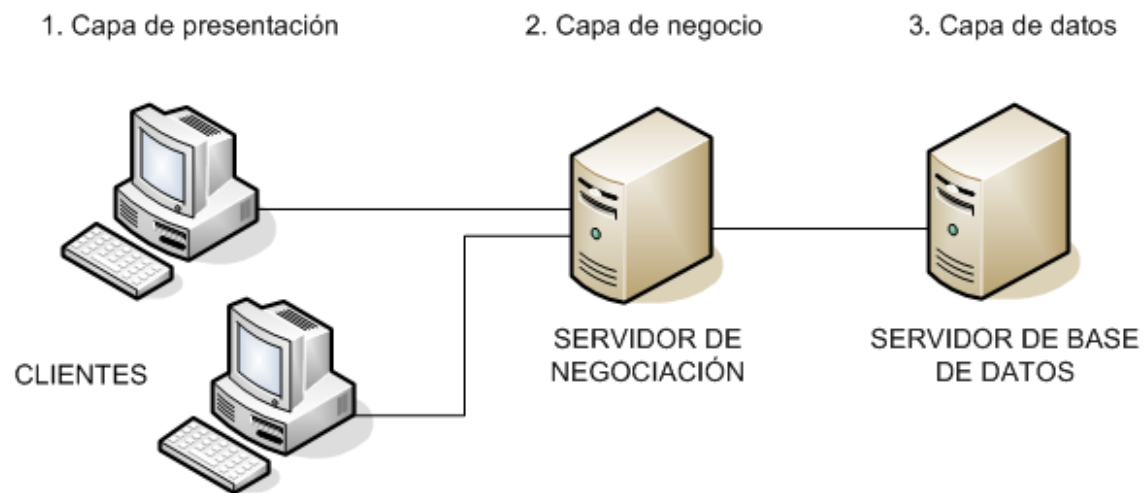 1. Capa de presentación
2. Capa de negocio
3. Capa de datos
CLIENTES
SERVIDOR DE
NEGOCIACIÓN
SERVIDOR DE BASE
DE DATOS